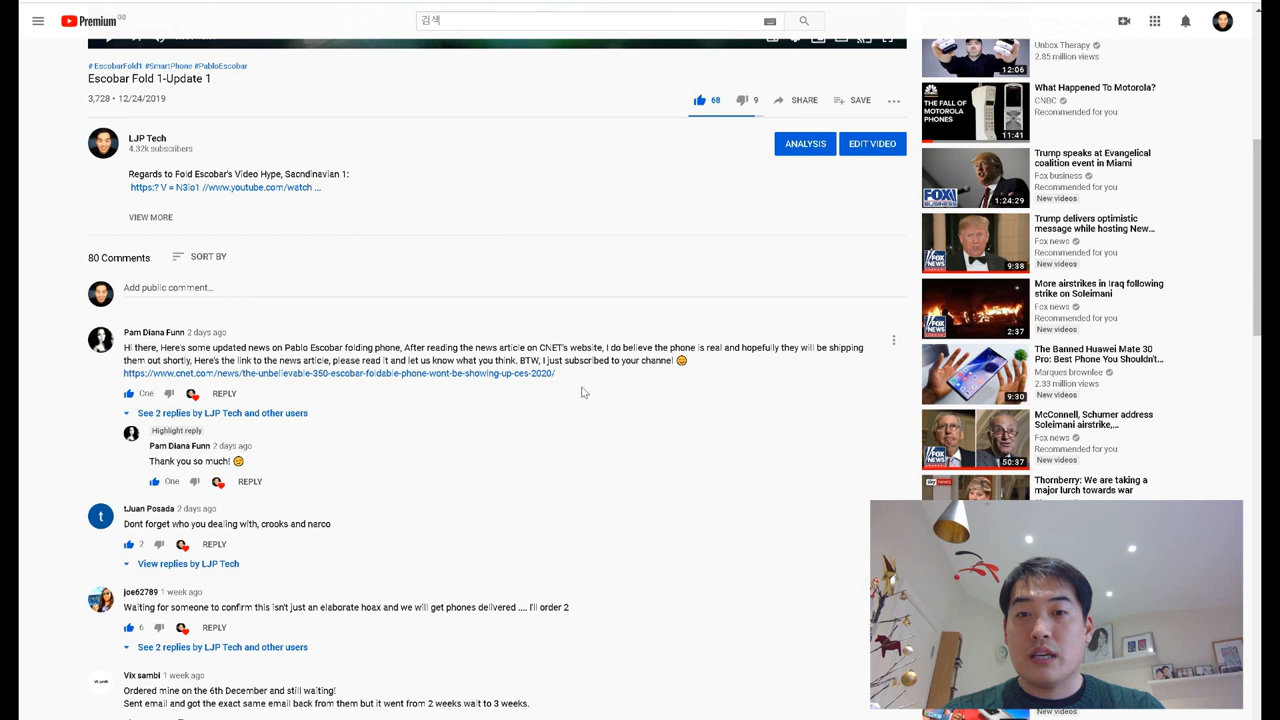 Premium GG
검색
#EscobarFold1 #SmartPhone #PabloEscobar
Escobar Fold 1-Update 1
3,728 • 12/24/2019
68
9
SHARE
SAVE
LJP Tech
4.32k subscribers
ANALYSIS
EDIT VIDEO
Regards to Fold Escobar's Video Hype, Sacndinavian 1:
https:? V = N3io1 //www.youtube.com/watch ...
VIEW MORE
80 Comments
SORT BY
Add public comment...
Pam Diana Funn 2 days ago
Hi there, Here's some updated news on Pablo Escobar folding phone, After reading the news article on CNET's website, I do believe the phone is real and hopefully they will be shipping
them out shortly, Here's the link to the news article, please read it and let us know what you think. BTW, I just subscribed to your channel 😊
https://www.cnet.com/news/the-unbelievable-350-escobar-foldable-phone-wont-be-showing-up-ces-2020/
One
REPLY
See 2 replies by LJP Tech and other users
Highlight reply
Pam Diana Funn 2 days ago
Thank you so much! 😊
One
REPLY
tJuan Posada 2 days ago
Dont forget who you dealing with, crooks and narco
2
REPLY
View replies by LJP Tech
joe62789 1 week ago
Waiting for someone to confirm this isn't just an elaborate hoax and we will get phones delivered .... I'll order 2
6
REPLY
See 2 replies by LJP Tech and other users
Vix sambi 1 week ago
Ordered mine on the 6th December and still waiting!
Sent email and got the exact same email back from them but it went from 2 weeks wait to 3 weeks.
Unbox Therapy
2.85 million views
12:06
What Happened To Motorola?
CNBC
Recommended for you
THE FALL OF
MOTOROLA
PHONES
11:41
Trump speaks at Evangelical
coalition event in Miami
Fox business
Recommended for you
New videos
FOX
BUSINESS
1:24:29
Trump delivers optimistic
message while hosting New...
Fox news
Recommended for you
New videos
FOX
NEWS
9:38
More airstrikes in Iraq following
strike on Soleimani
Fox news
Recommended for you
New videos
FOX
NEWS
2:37
The Banned Huawei Mate 30
Pro: Best Phone You Shouldn't...
Marques brownlee
2.33 million views
New videos
9:30
McConnell, Schumer address
Soleimani airstrike,...
Fox news
Recommended for you
New videos
FOX
NEWS
50:37
Thornberry: We are taking a
major lurch towards war
sky news